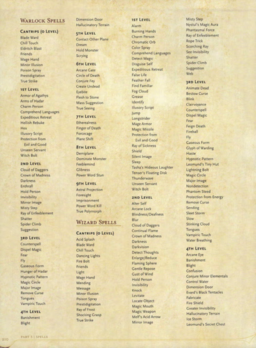 WARLOCK SPELLS
CANTRIPS (0 LEVEL)
Blade Ward
Chill Touch
Eldritch Blast
Friends
Mage Hand
Minor Illusion
Poison Spray
Prestidigitation
True Strike
1ST LEVEL
Armor of Agathys
Arms of Hadar
Charm Person
Comprehend Languages
Expeditious Retreat
Hellish Rebuke
Hex
Illusory Script
Protection from
Evil and Good
Unseen Servant
Witch Bolt
2ND LEVEL
Cloud of Daggers
Crown of Madness
Darkness
Enthrall
Hold Person
Invisibility
Mirror Image
Misty Step
Ray of Enfeeblement
Shatter
Spider Climb
Suggestion
3RD LEVEL
Counterspell
Dispel Magic
Fear
Fly
Gaseous Form
Hunger of Hadar
Hypnotic Pattern
Magic Circle
Major Image
Remove Curse
Tongues
Vampiric Touch
4TH LEVEL
Banishment
Blight
Dimension Door
Hallucinatory Terrain
5TH LEVEL
Contact Other Plane
Dream
Hold Monster
Scrying
6TH LEVEL
Arcane Gate
Circle of Death
Conjure Fey
Create Undead
Eyebite
Flesh to Stone
Mass Suggestion
True Seeing
7TH LEVEL
Etherealness
Finger of Death
Forcecage
Plane Shift
8TH LEVEL
Demiplane
Dominate Monster
Feeblemind
Glibness
Power Word Stun
9TH LEVEL
Astral Projection
Foresight
Imprisonment
Power Word Kill
True Polymorph
WIZARD SPELLS
CANTRIPS (0 LEVEL)
Acid Splash
Blade Ward
Chill Touch
Dancing Lights
Fire Bolt
Friends
Light
Mage Hand
Mending
Message
Minor Illusion
Poison Spray
Prestidigitation
Ray of Frost
Shocking Grasp
True Strike
1ST LEVEL
Alarm
Burning Hands
Charm Person
Chromatic Orb
Color Spray
Comprehend Languages
Detect Magic
Disguise Self
Expeditious Retreat
False Life
Feather Fall
Find Familiar
Fog Cloud
Grease
Identify
Illusory Script
Jump
Longstrider
Mage Armor
Magic Missile
Protection from
Evil and Good
Ray of Sickness
Shield
Silent Image
Sleep
Tasha's Hideous Laughter
Tenser's Floating Disk
Thunderwave
Unseen Servant
Witch Bolt
2ND LEVEL
Alter Self
Arcane Lock
Blindness/Deafness
Blur
Cloud of Daggers
Continual Flame
Crown of Madness
Darkness
Darkvision
Detect Thoughts
Enlarge/Reduce
Flaming Sphere
Gentle Repose
Gust of Wind
Hold Person
Invisibility
Knock
Levitate
Locate Object
Magic Mouth
Magic Weapon
Melf's Acid Arrow
Mirror Image
Misty Step
Nystul's Magic Aura
Phantasmal Force
Ray of Enfeeblement
Rope Trick
Scorching Ray
See Invisibility
Shatter
Spider Climb
Suggestion
Web
3RD LEVEL
Animate Dead
Bestow Curse
Blink
Clairvoyance
Counterspell
Dispel Magic
Fear
Feign Death
Fireball
Fly
Gaseous Form
Glyph of Warding
Haste
Hypnotic Pattern
Leomund's Tiny Hut
Lightning Bolt
Magic Circle
Major Image
Nondetection
Phantom Steed
Protection from Energy
Remove Curse
Sending
Sleet Storm
Slow
Stinking Cloud
Tongues
Vampiric Touch
Water Breathing
4TH LEVEL
Arcane Eye
Banishment
Blight
Confusion
Conjure Minor Elementals
Control Water
Dimension Door
Evard's Black Tentacles
Fabricate
Fire Shield
Greater Invisibility
Hallucinatory Terrain
Ice Storm
Leomund's Secret Chest